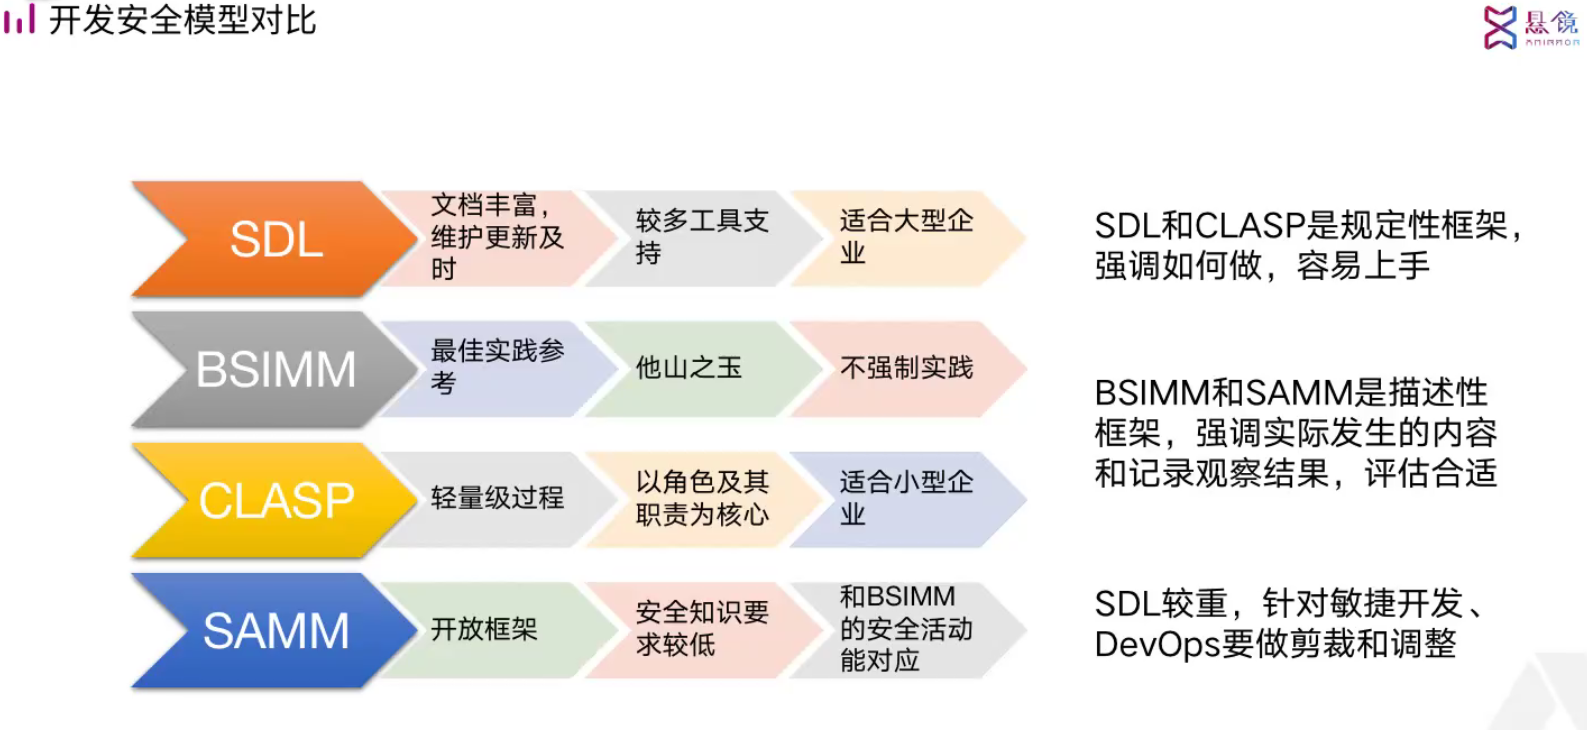 开发安全模型对比
悬镜
XMIRROR
SDL
文档丰富，
维护更新及
时
较多工具支
持
适合大型企
业
BSIMM
最佳实践参
考
他山之玉
不强制实践
CLASP
轻量级过程
以角色及其
职责为核心
适合小型企
业
SAMM
开放框架
安全知识要
求较低
和BSIMM
的安全活动
能对应
SDL和CLASP是规定性框架，
强调如何做，容易上手
BSIMM和SAMM是描述性
框架，强调实际发生的内容
和记录观察结果，评估合适
SDL较重，针对敏捷开发、
DevOps要做剪裁和调整